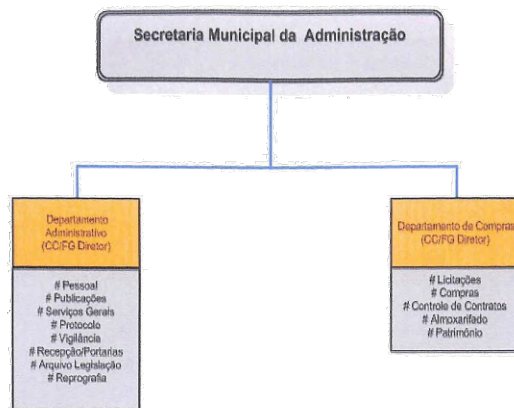 Secretaria Municipal da Administração
Departamento
Administrativo
(CC/FG Diretor)
# Pessoal
# Publicações
# Serviços Gerais
# Protocolo
# Vigilância
# Recepção/Portarias
# Arquivo Legislação
# Reprografia
Departamento de Compras
(CC/FG Diretor)
# Licitações
# Compras
# Controle de Contratos
# Almoxarifado
# Patrimônio